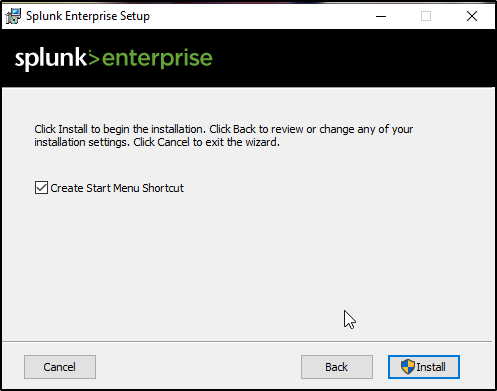 Splunk Enterprise Setup
splunk>enterprise
Click Install to begin the installation. Click Back to review or change any of your
installation settings. Click Cancel to exit the wizard.
Create Start Menu Shortcut
Cancel
Back
Install